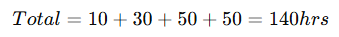 Total = 10 + 30 + 50 + 50 = 140hrs